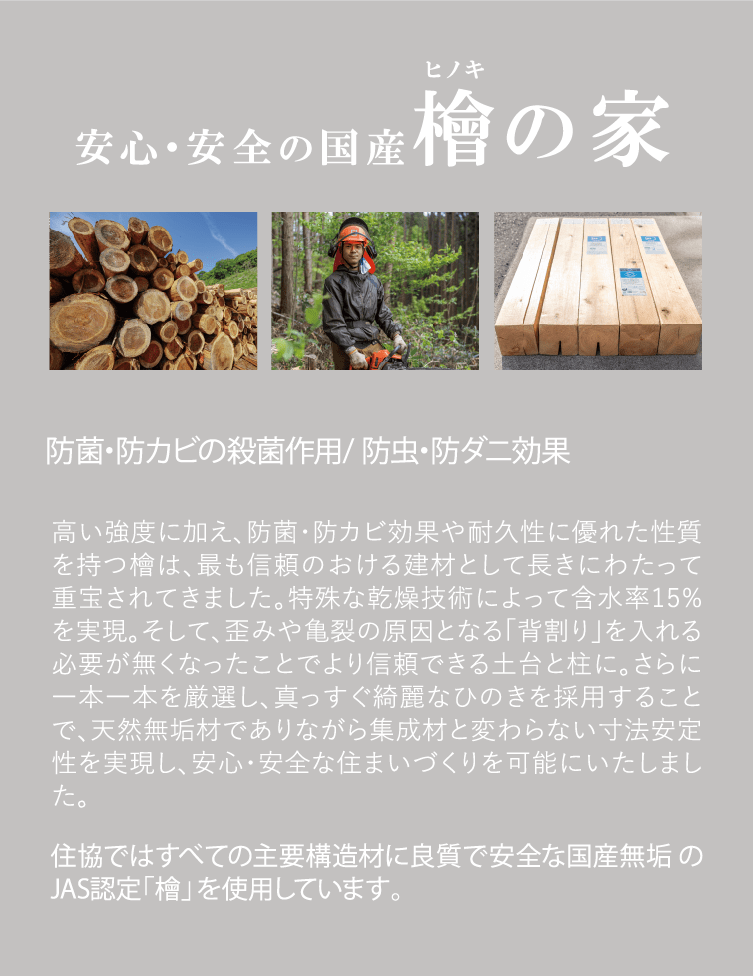 ヒノキ
安心・安全の国産檜の家
防菌・防カビの殺菌作用/ 防虫・防ダニ効果
高い強度に加え、防菌・防カビ効果や耐久性に優れた性質
を持つ檜は、最も信頼のおける建材として長きにわたって
重宝されてきました。特殊な乾燥技術によって含水率15%
を実現。そして、歪みや亀裂の原因となる「背割り」を入れる
必要が無くなったことでより信頼できる土台と柱に。さらに
一本一本を厳選し、真っすぐ綺麗なひのきを採用すること
で、天然無垢材でありながら集成材と変わらない寸法安定
性を実現し、安心・安全な住まいづくりを可能にいたしまし
た。
住協ではすべての主要構造材に良質で安全な国産無垢 の
JAS認定「檜」を使用しています。